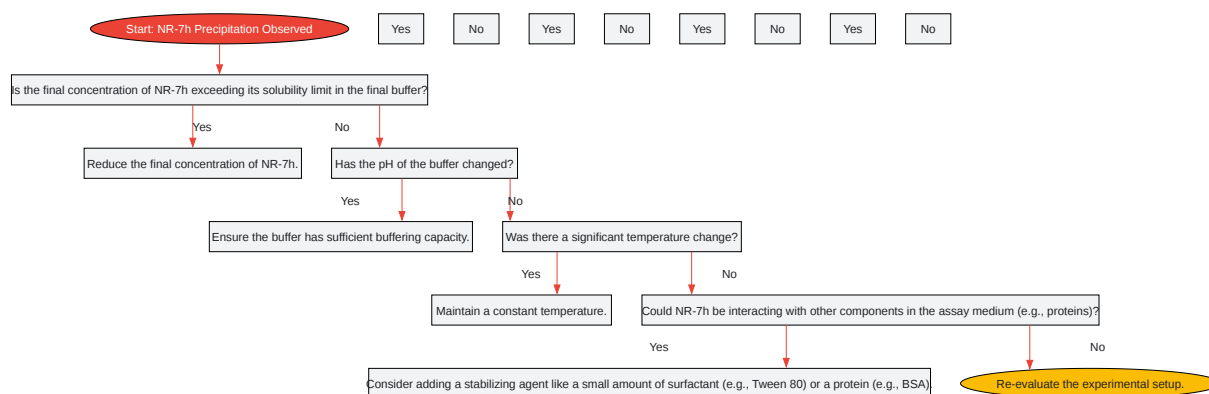 Start: NR-7h Precipitation Observed
Yes
No
Yes
No
Yes
No
Yes
No
Is the final concentration of NR-7h exceeding its solubility limit in the final buffer?
Yes
No
Reduce the final concentration of NR-7h.
Has the pH of the buffer changed?
Yes
No
Ensure the buffer has sufficient buffering capacity.
Was there a significant temperature change?
Yes
No
Maintain a constant temperature.
Could NR-7h be interacting with other components in the assay medium (e.g., proteins)?
Yes
No
Consider adding a stabilizing agent like a small amount of surfactant (e.g., Tween 80) or a protein (e.g., BSA).
Re-evaluate the experimental setup.